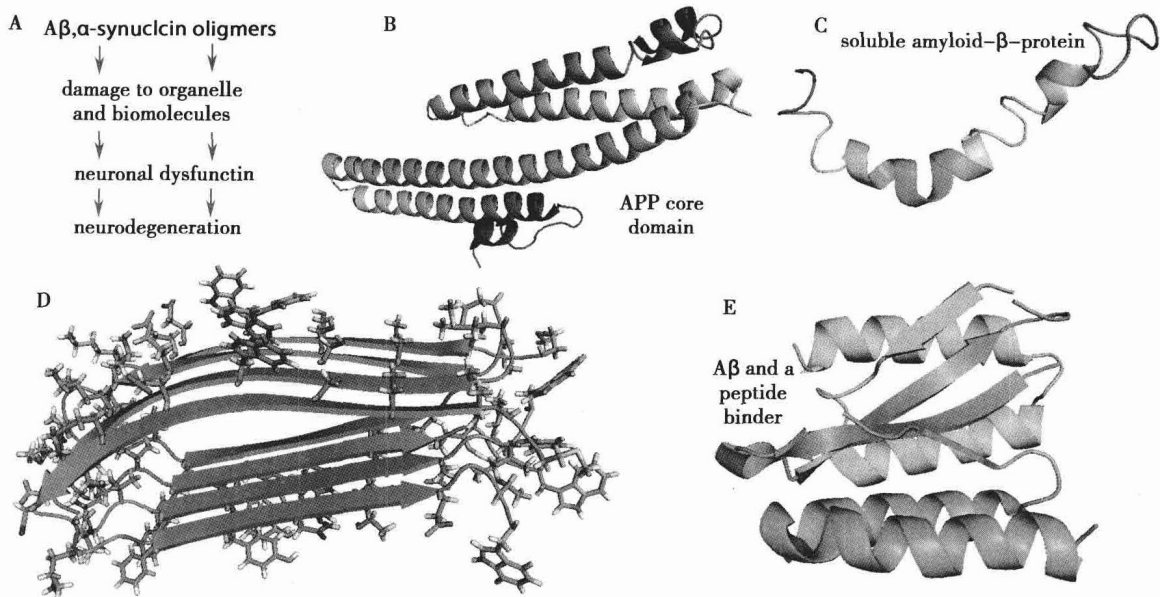 A
Aβ,α-synuclcin oligmers
damage to organelle
and biomolecules
neuronal dysfunctin
neurodegeneration
B
APP core
domain
C
soluble amyloid-β-protein
D
E
Aβ and a
peptide
binder